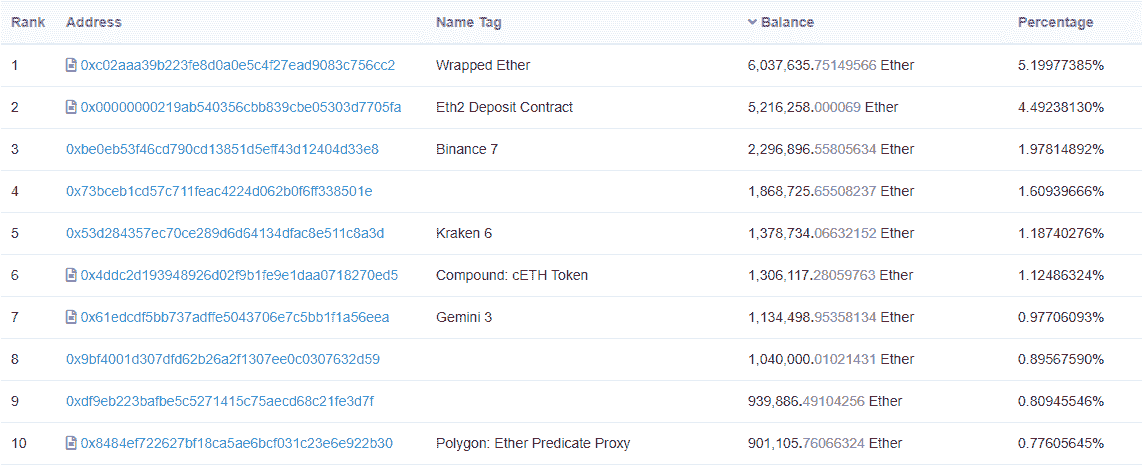 Rank Address Name Tag Balance Percentage
1 0xc02aaa39b223fe8d0a0e5c4f27ead9083c756cc2 Wrapped Ether 6,037,635.75149566 Ether 5.19977385%
2 0x00000000219ab540356cbb839cbe05303d7705fa Eth2 Deposit Contract 5,216,258.000069 Ether 4.49238130%
3 0xbe0eb53f46cd790cd13851d5eff43d12404d33e8 Binance 7 2,296,896.55805634 Ether 1.97814892%
4 0x73bceb1cd57c711feac4224d062b0f6ff338501e 1,868,725.65508237 Ether 1.60939666%
5 0x53d284357ec70ce289d6d64134dfac8e511c8a3d Kraken 6 1,378,734.06632152 Ether 1.18740276%
6 0x4ddc2d193948926d02f9b1fe9e1daa0718270ed5 Compound: cETH Token 1,306,117.28059763 Ether 1.12486324%
7 0x61edcdf5bb737adffe5043706e7c5bb1f1a56eea Gemini 3 1,134,498.95358134 Ether 0.97706093%
8 0x9bf4001d307dfd62b26a2f1307ee0c0307632d59 1,040,000.01021431 Ether 0.89567590%
9 0xdf9eb223bafbe5c5271415c75aecd68c21fe3d7f 939,886.49104256 Ether 0.80945546%
10 0x8484ef722627bf18ca5ae6bcf031c23e6e922b30 Polygon: Ether Predicate Proxy 901,105.76066324 Ether 0.77605645%